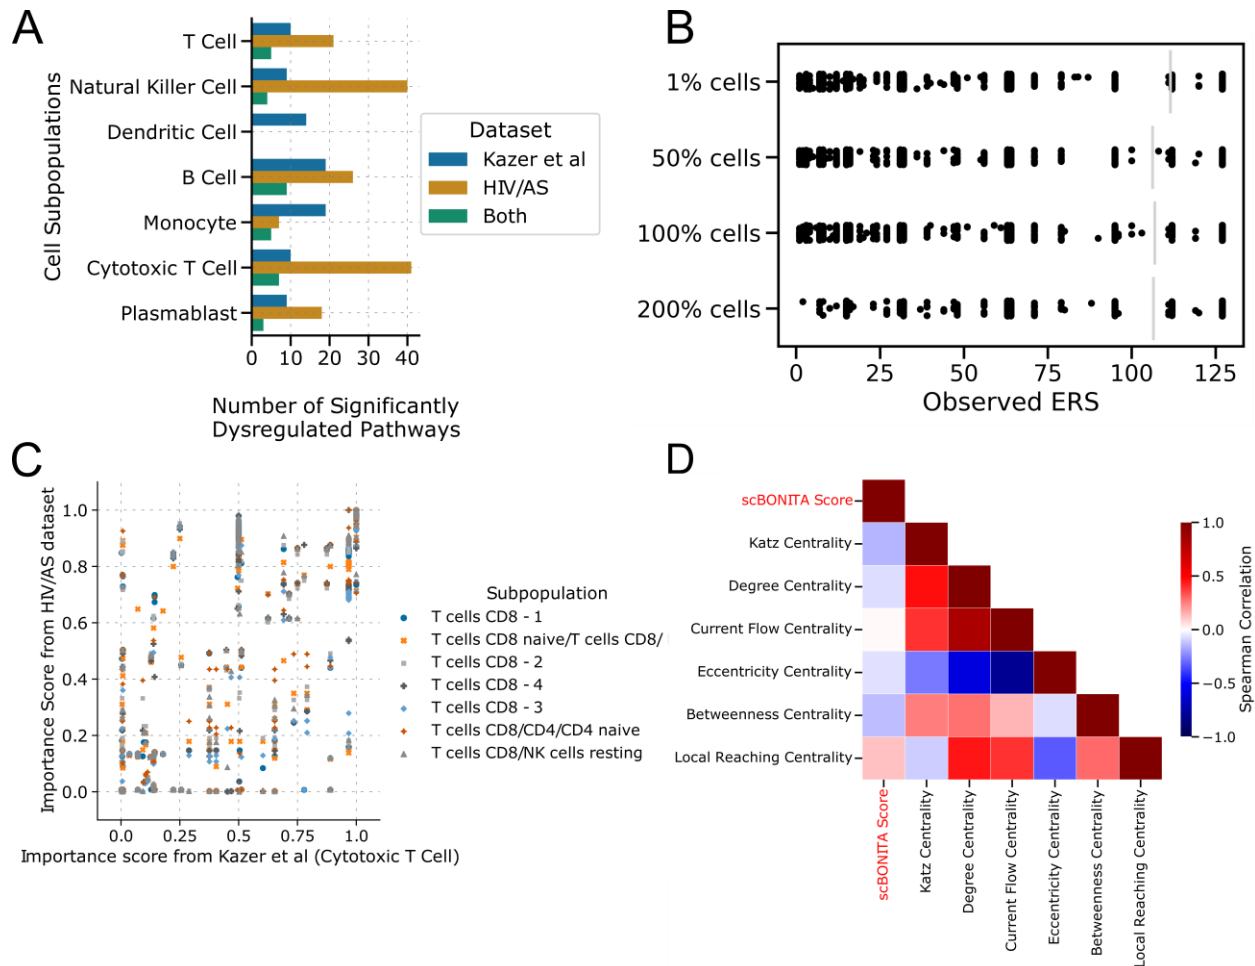 A
Cell Subpopulations
T Cell
Natural Killer Cell
Dendritic Cell
B Cell
Monocyte
Cytotoxic T Cell
Plasmablast
0 10 20 30 40
Number of Significantly
Dysregulated Pathways
Dataset
Kazer et al
HIV/AS
Both
B
1% cells
50% cells
100% cells
200% cells
0 25 50 75 100 125
Observed ERS
C
Importance Score from HIV/AS dataset
1.0
0.8
0.6
0.4
0.2
0.0
0.0 0.25 0.5 0.75 1.0
Importance score from Kazer et al (Cytotoxic T Cell)
Subpopulation
T cells CD8 - 1
T cells CD8 naive/T cells CD8/
T cells CD8 - 2
T cells CD8 - 4
T cells CD8 - 3
T cells CD8/CD4/CD4 naive
T cells CD8/NK cells resting
D
scBONITA Score
Katz Centrality
Degree Centrality
Current Flow Centrality
Eccentricity Centrality
Betweenness Centrality
Local Reaching Centrality
scBONITA Score
Katz Centrality
Degree Centrality
Current Flow Centrality
Eccentricity Centrality
Betweenness Centrality
Local Reaching Centrality
1.0
0.5
0.0
−0.5
−1.0
Spearman Correlation